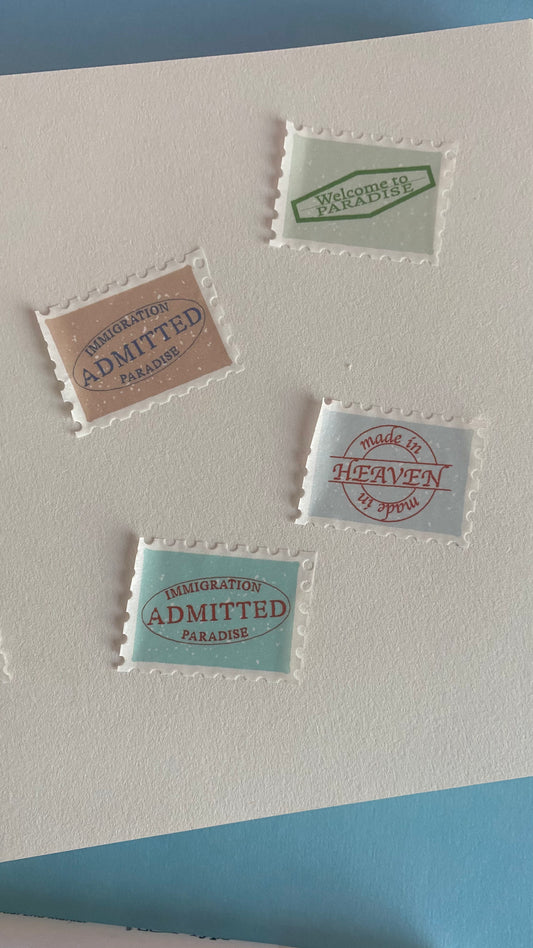 Welcome to
PARADISE
IMMIGRATION
ADMITTED
PARADISE
made in
HEAVEN
made in
IMMIGRATION
ADMITTED
PARADISE